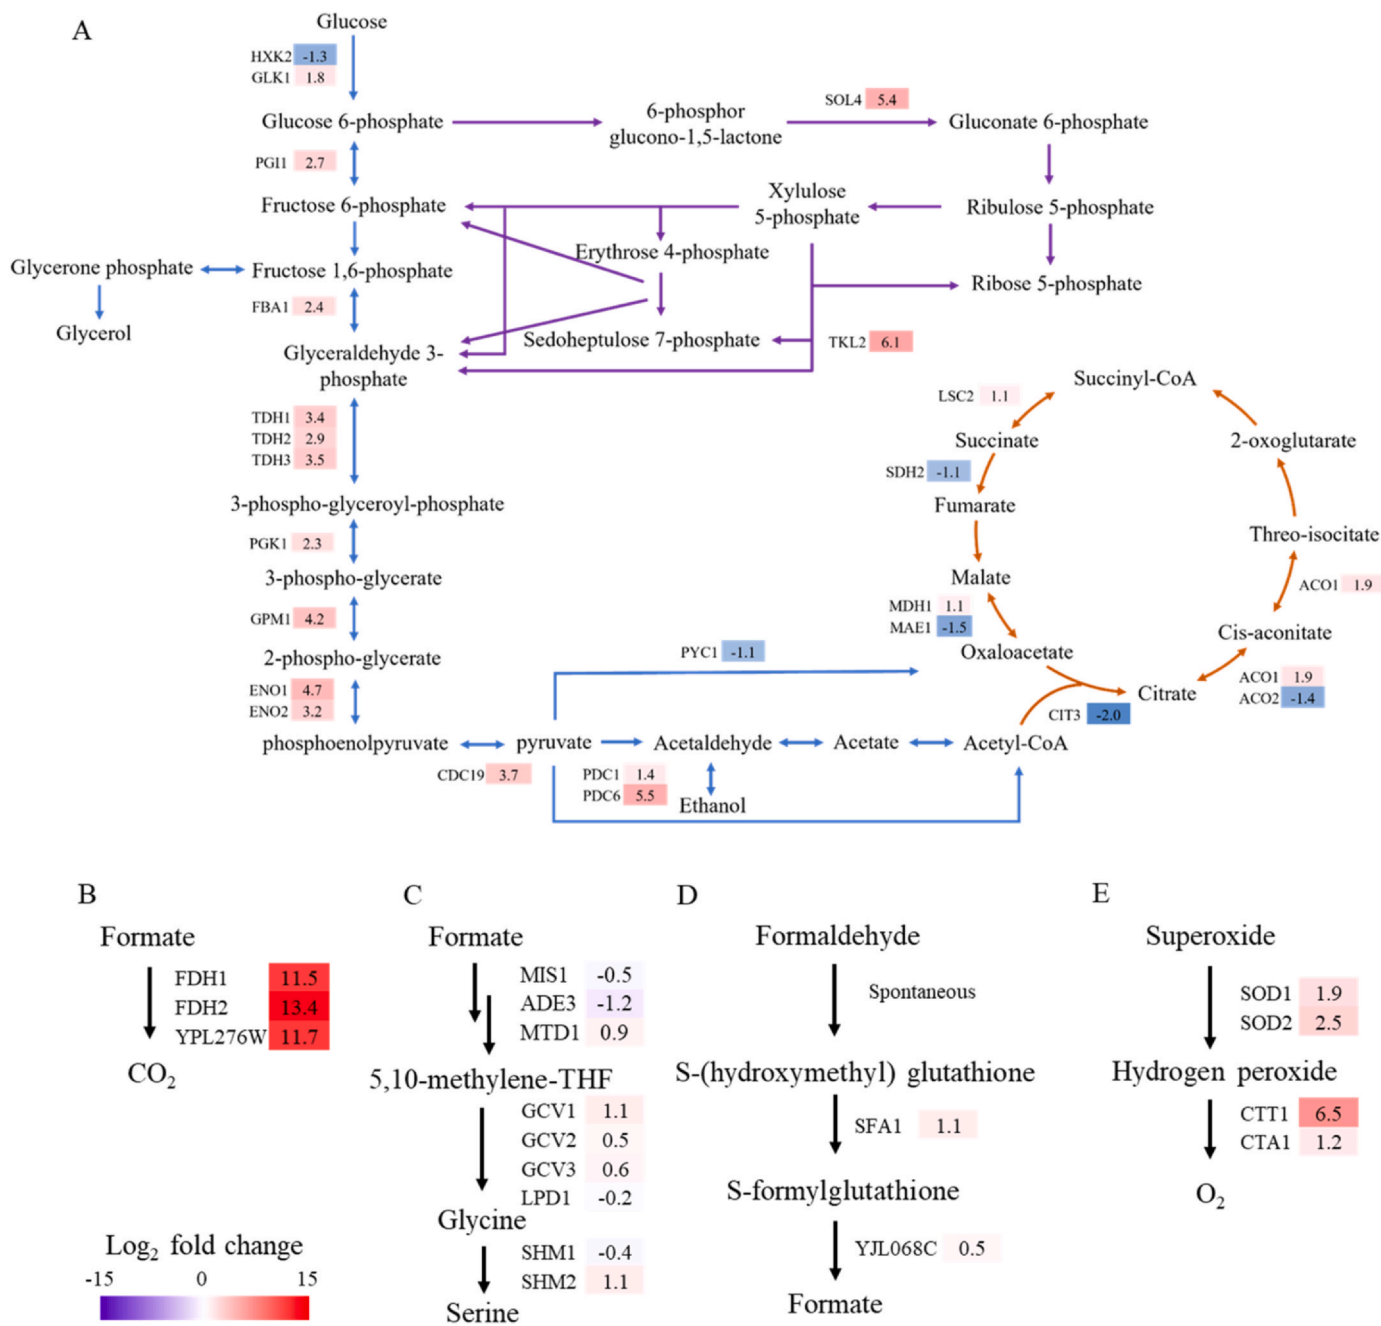 A
Glucose
HXK2 -1.3
GLK1 1.8
Glucose 6-phosphate
6-phosphor
glucono-1,5-lactone
SOL4 5.4
Gluconate 6-phosphate
PGI1 2.7
Fructose 6-phosphate
Xylulose
5-phosphate
Ribulose 5-phosphate
Erythrose 4-phosphate
Glycerone phosphate
Fructose 1,6-phosphate
Ribose 5-phosphate
FBA1 2.4
Glycerol
Sedoheptulose 7-phosphate
TKL2 6.1
Glyceraldehyde 3-
phosphate
TDH1 3.4
TDH2 2.9
TDH3 3.5
3-phospho-glyceroyl-phosphate
PGK1 2.3
3-phospho-glycerate
GPM1 4.2
2-phospho-glycerate
ENO1 4.7
ENO2 3.2
phosphoenolpyruvate
CDC19 3.7
pyruvate
PYC1 -1.1
PDC1 1.4
PDC6 5.5
Acetaldehyde
Ethanol
Acetate
Acetyl-CoA
Succinyl-CoA
LSC2 1.1
Succinate
2-oxoglutarate
SDH2 -1.1
Fumarate
Threo-isocitate
Malate
ACO1 1.9
MDH1 1.1
MAE1 -1.5
Cis-aconitate
Oxaloacetate
ACO1 1.9
ACO2 -1.4
Citrate
CIT3 -2.0
B
Formate
FDH1 11.5
FDH2 13.4
YPL276W 11.7
CO₂
Log₂ fold change
-15 0 15
C
Formate
MIS1 -0.5
ADE3 -1.2
MTD1 0.9
5,10-methylene-THF
GCV1 1.1
GCV2 0.5
GCV3 0.6
LPD1 -0.2
Glycine
SHM1 -0.4
SHM2 1.1
Serine
D
Formaldehyde
Spontaneous
S-(hydroxymethyl) glutathione
SFA1 1.1
S-formylglutathione
YJL068C 0.5
Formate
E
Superoxide
SOD1 1.9
SOD2 2.5
Hydrogen peroxide
CTT1 6.5
CTA1 1.2
O₂